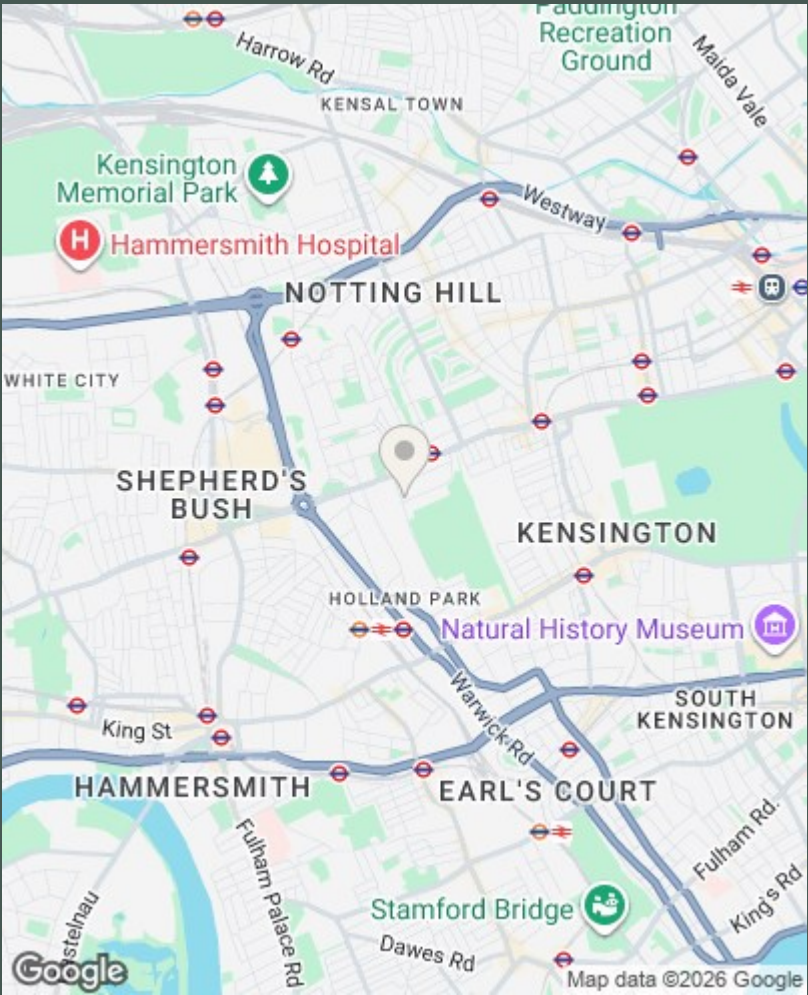 Paddington
Recreation
Ground
Harrow Rd
Maida Vale
KENSAL TOWN
Kensington
Memorial Park
Westway
H
Hammersmith Hospital
NOTTING HILL
WHITE CITY
SHEPHERD'S
BUSH
KENSINGTON
HOLLAND PARK
Natural History Museum
Warwick Rd
SOUTH
KENSINGTON
King St
HAMMERSMITH
EARL'S COURT
Fulham Rd.
Fulham Palace Rd
King's Rd
stelnau
Stamford Bridge
Dawes Rd
Google
Map data ©2026 Google